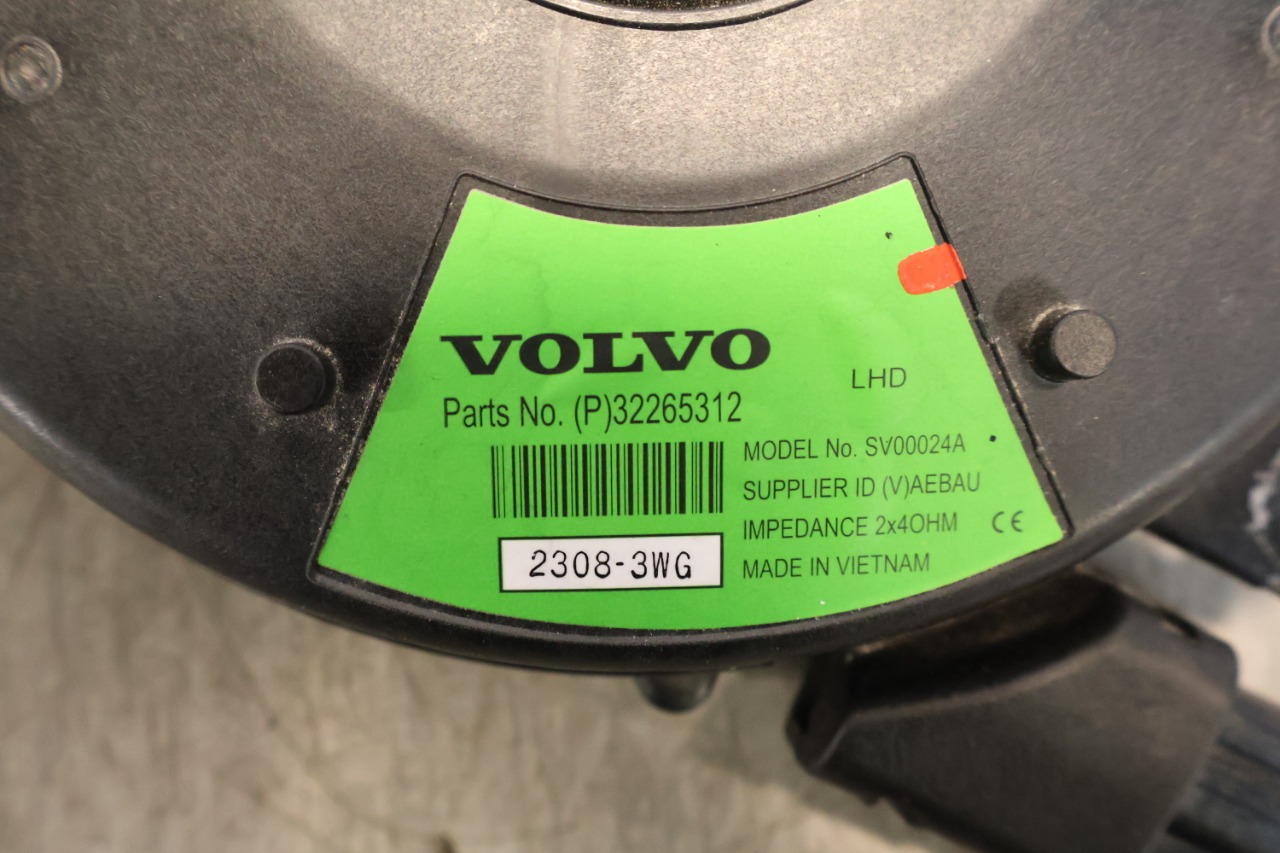 VOLVO
LHD
Parts No. (P)32265312
MODEL No. SV00024A
SUPPLIER ID (V)AEBAU
IMPEDANCE 2x4OHM CE
MADE IN VIETNAM
2308-3WG